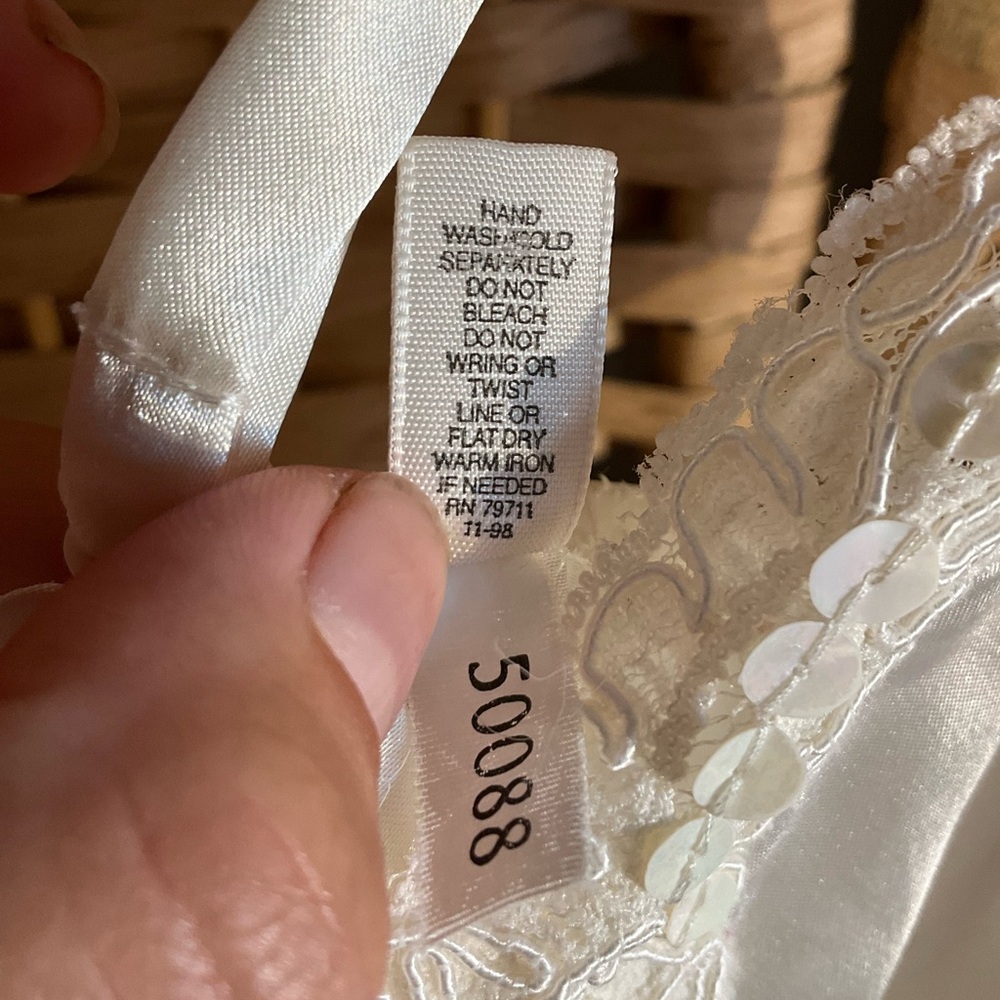 HAND
WASH COLD
SEPARATELY
DO NOT
BLEACH
DO NOT
WRING OR
TWIST
LINE OR
FLAT DRY
WARM IRON
IF NEEDED
RN 79711
11-98
50088